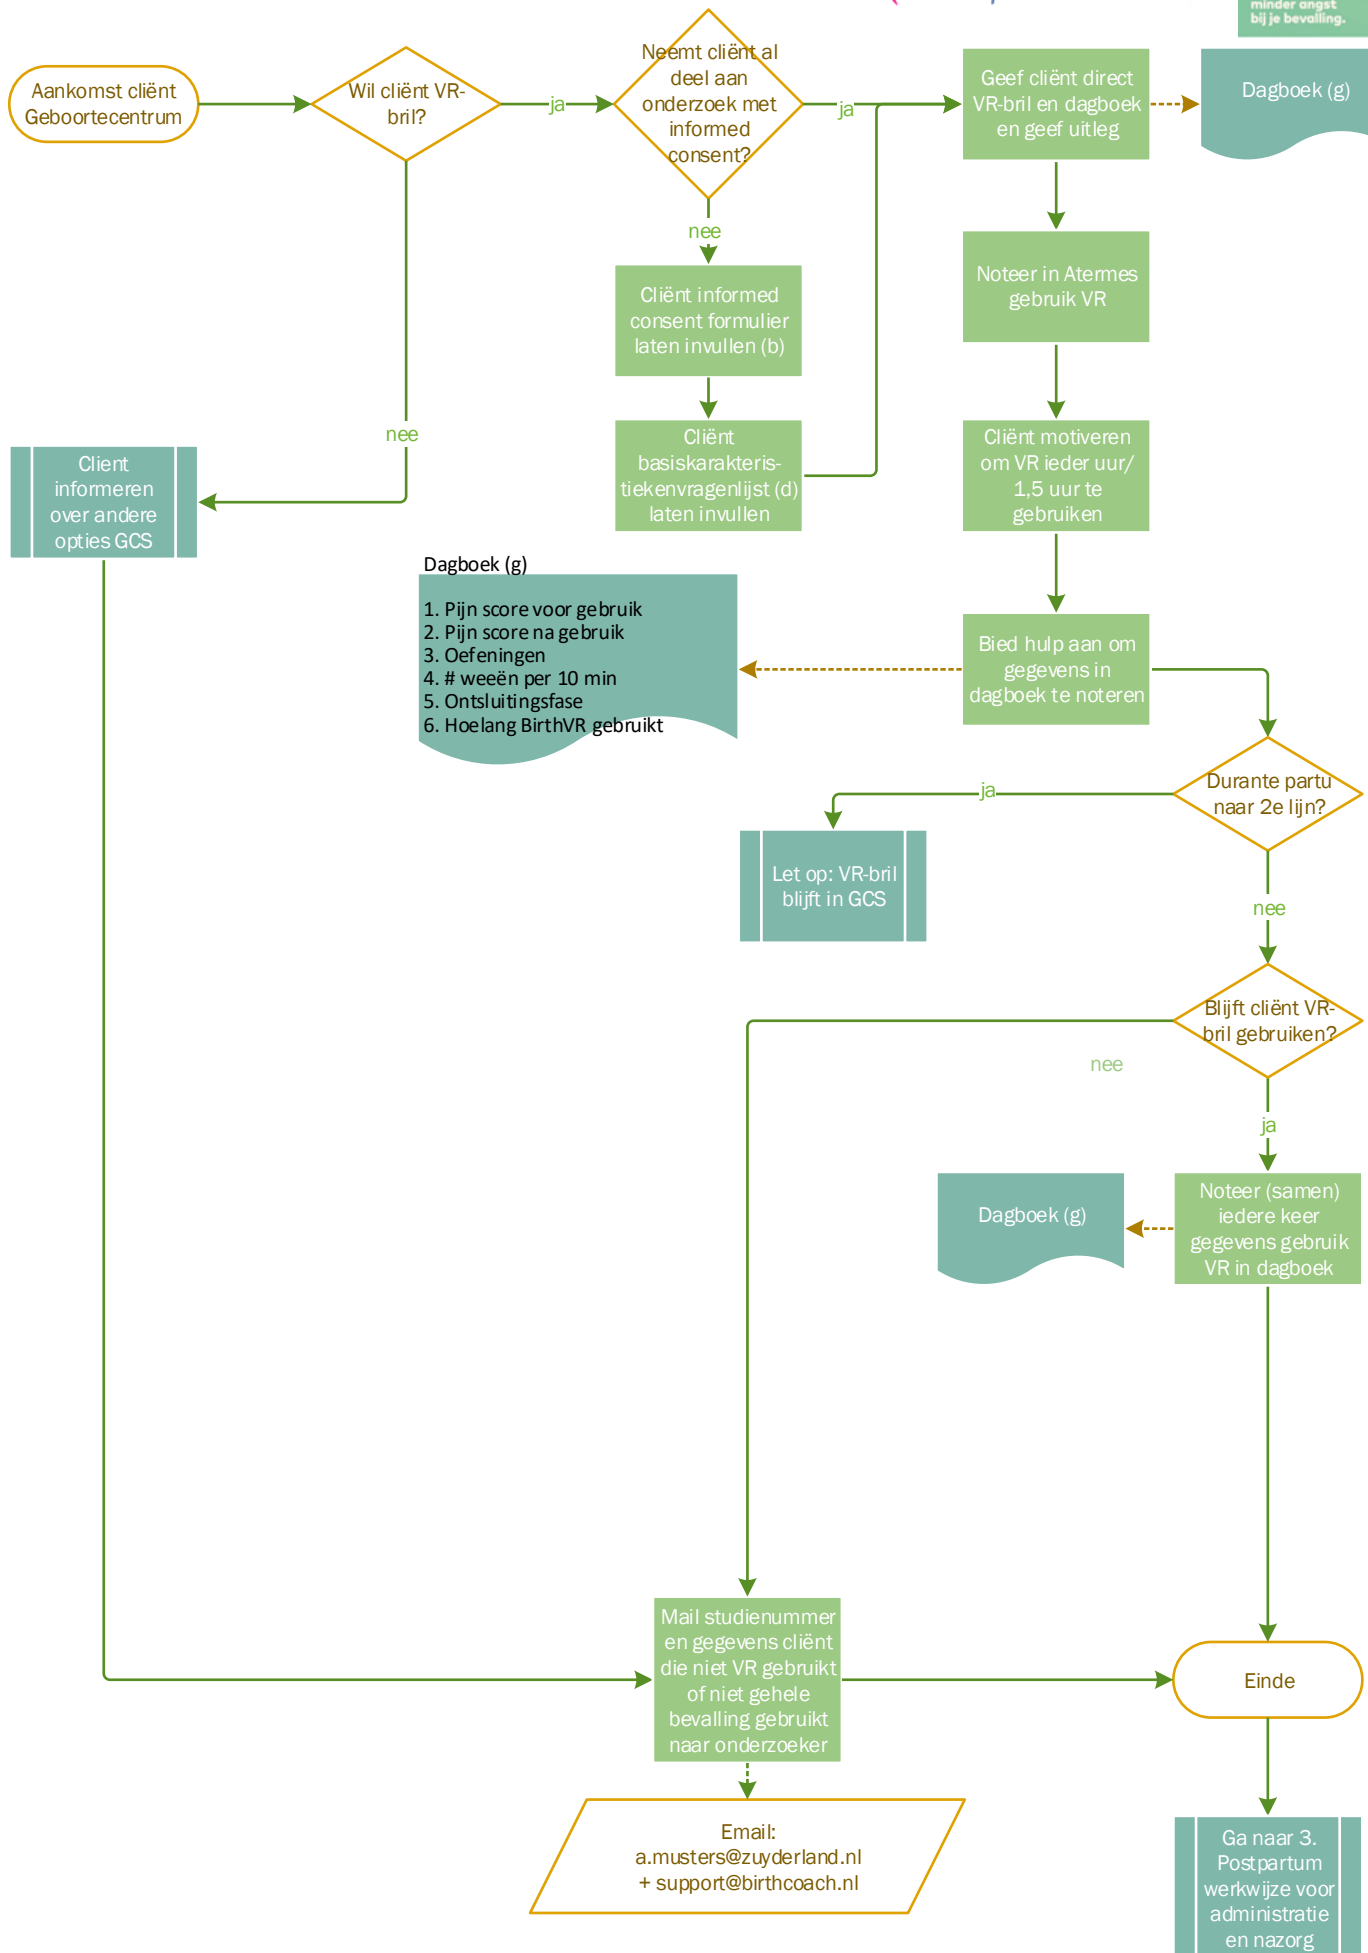 minder angst
bij je bevalling.
Aankomst cliënt
Geboortecentrum
Wil cliënt VR-
bril?
ja
Neemt cliënt al
deel aan
onderzoek met
informed
consent?
ja
Geef cliënt direct
VR-bril en dagboek
en geef uitleg
Dagboek (g)
nee
Cliënt informed
consent formulier
laten invullen (b)
Noteer in Atermes
gebruik VR
nee
Cliënt
basiskarakteris-
tiekenvragenlijst (d)
laten invullen
Cliënt motiveren
om VR ieder uur/
1,5 uur te
gebruiken
Client
informeren
over andere
opties GCS
Dagboek (g)
1. Pijn score voor gebruik
2. Pijn score na gebruik
3. Oefeningen
4. # weeën per 10 min
5. Ontsluitingsfase
6. Hoelang BirthVR gebruikt
Bied hulp aan om
gegevens in
dagboek te noteren
Durante partu
naar 2e lijn?
ja
Let op: VR-bril
blijft in GCS
nee
Blijft cliënt VR-
bril gebruiken?
nee
ja
Dagboek (g)
Noteer (samen)
iedere keer
gegevens gebruik
VR in dagboek
Mail studienummer
en gegevens cliënt
die niet VR gebruikt
of niet gehele
bevalling gebruikt
naar onderzoeker
Einde
Email:
a.musters@zuyderland.nl
+ support@birthcoach.nl
Ga naar 3.
Postpartum
werkwijze voor
administratie
en nazorg